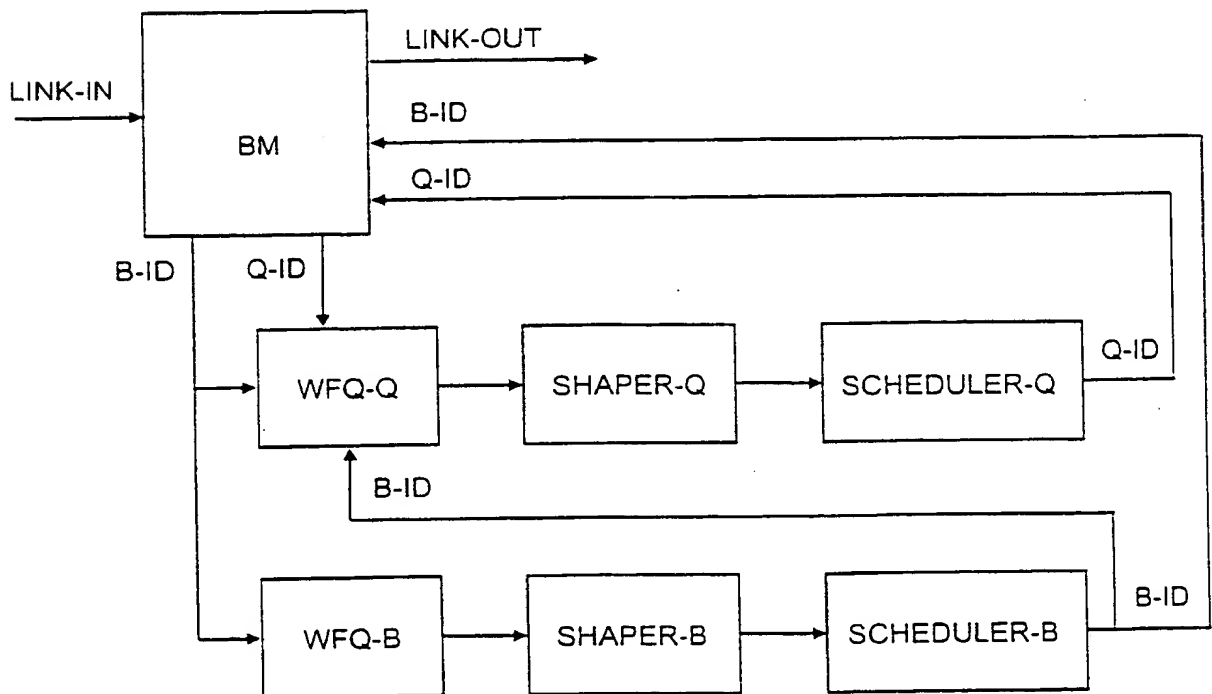 LINK-OUT
LINK-IN
B-ID
BM
Q-ID
B-ID
Q-ID
WFQ-Q
SHAPER-Q
SCHEDULER-Q
Q-ID
B-ID
WFQ-B
SHAPER-B
SCHEDULER-B
B-ID